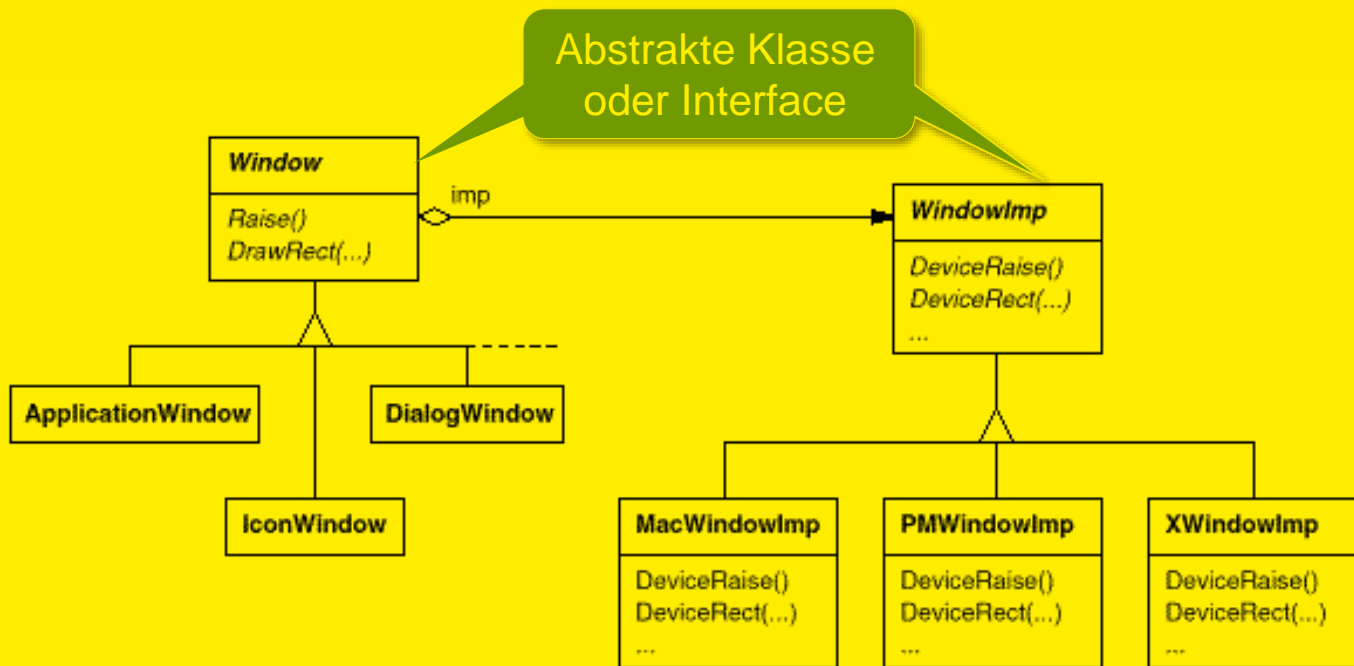 Abstrakte Klasse
oder Interface
Window
Raise()
DrawRect(...)
imp
WindowImp
DeviceRaise()
DeviceRect(...)
...
ApplicationWindow
DialogWindow
IconWindow
MacWindowImp
DeviceRaise()
DeviceRect(...)
...
PMWindowImp
DeviceRaise()
DeviceRect(...)
...
XWindowImp
DeviceRaise()
DeviceRect(...)
...